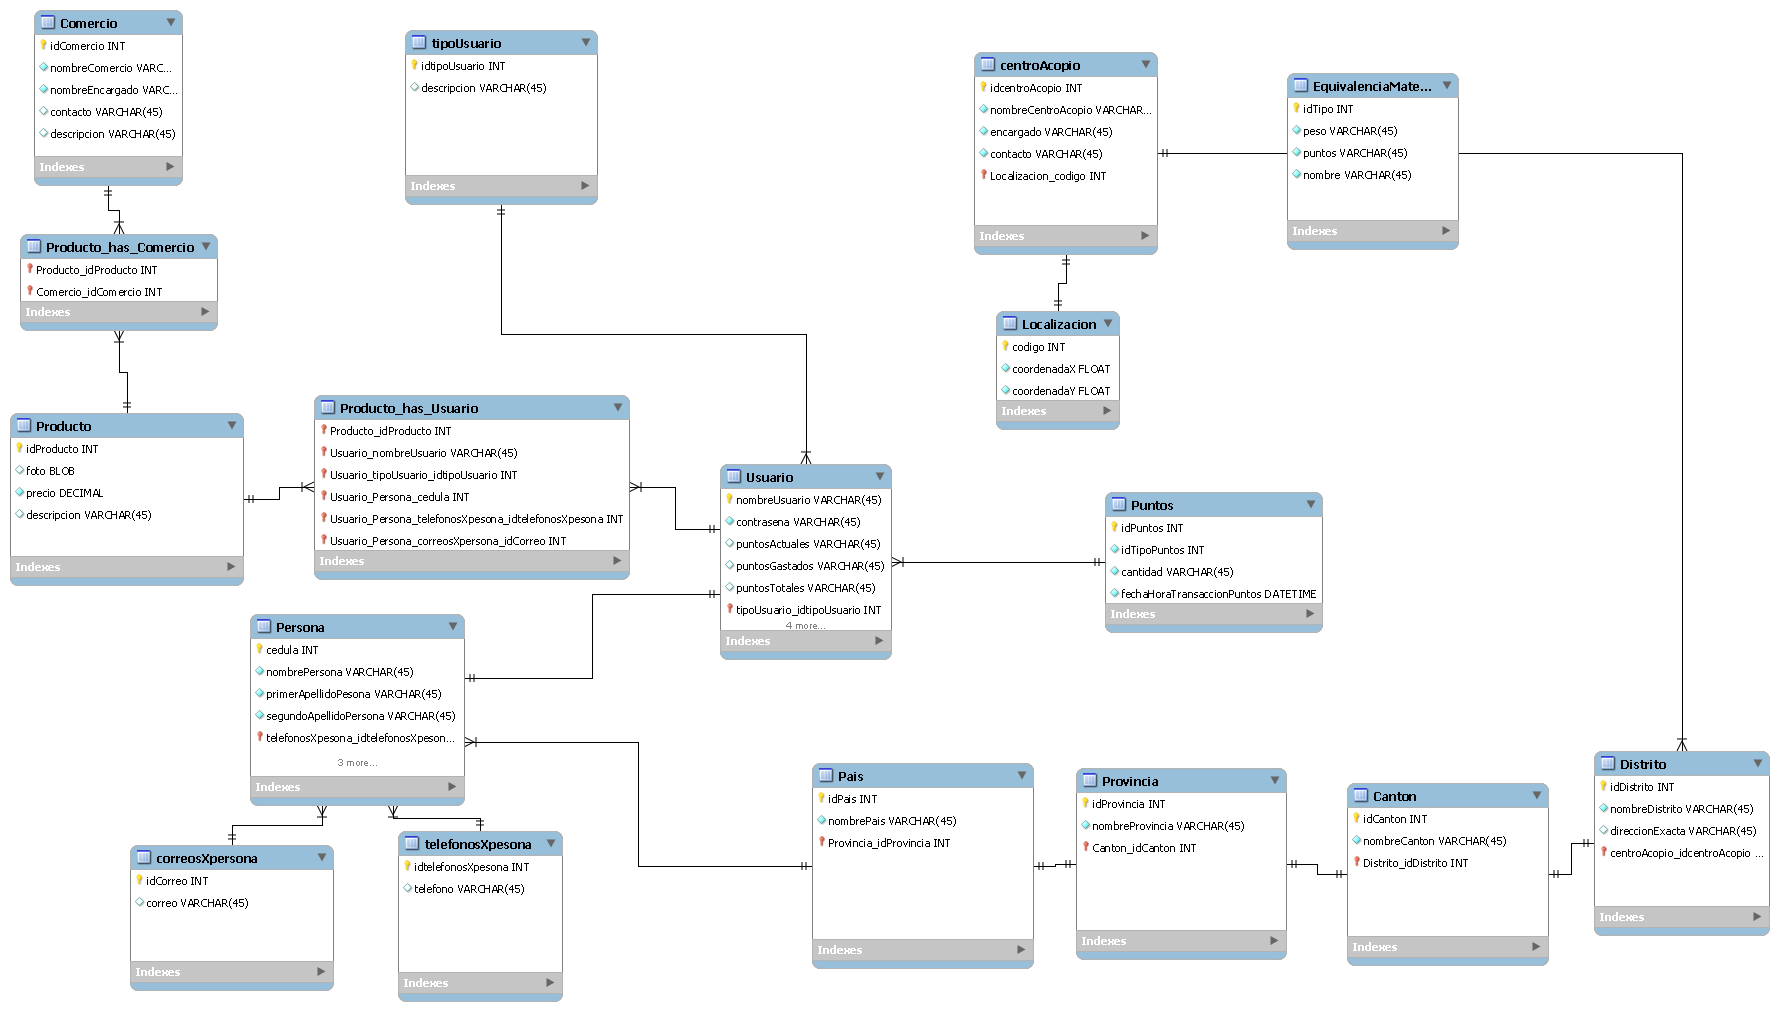 Comercio
idComercio INT
nombreComercio VARC...
nombreEncargado VARC...
contacto VARCHAR(45)
descripcion VARCHAR(45)
Indexes
tipoUsuario
idtipoUsuario INT
descripcion VARCHAR(45)
Indexes
centroAcopio
idcentroAcopio INT
nombreCentroAcopio VARCHAR...
encargado VARCHAR(45)
contacto VARCHAR(45)
Localizacion_codigo INT
Indexes
EquivalenciaMate...
idTipo INT
peso VARCHAR(45)
puntos VARCHAR(45)
nombre VARCHAR(45)
Indexes
Producto_has_Comercio
Producto_idProducto INT
Comercio_idComercio INT
Indexes
Localizacion
codigo INT
coordenadaX FLOAT
coordenadaY FLOAT
Indexes
Producto
idProducto INT
foto BLOB
precio DECIMAL
descripcion VARCHAR(45)
Indexes
Producto_has_Usuario
Producto_idProducto INT
Usuario_nombreUsuario VARCHAR(45)
Usuario_tipoUsuario_idtipoUsuario INT
Usuario_Persona_cedula INT
Usuario_Persona_telefonosXpesona_idtelefonosXpesona INT
Usuario_Persona_correosXpersona_idCorreo INT
Indexes
Usuario
nombreUsuario VARCHAR(45)
contrasena VARCHAR(45)
puntosActuales VARCHAR(45)
puntosGastados VARCHAR(45)
puntosTotales VARCHAR(45)
tipoUsuario_idtipoUsuario INT
4 more...
Indexes
Puntos
idPuntos INT
idTipoPuntos INT
cantidad VARCHAR(45)
fechaHoraTransaccionPuntos DATETIME
Indexes
Persona
cedula INT
nombrePersona VARCHAR(45)
primerApellidoPesona VARCHAR(45)
segundoApellidoPersona VARCHAR(45)
telefonosXpesona_idtelefonosXpeson...
3 more...
Indexes
correosXpersona
idCorreo INT
correo VARCHAR(45)
Indexes
telefonosXpesona
idtelefonosXpesona INT
telefono VARCHAR(45)
Indexes
Pais
idPais INT
nombrePais VARCHAR(45)
Provincia_idProvincia INT
Indexes
Provincia
idProvincia INT
nombreProvincia VARCHAR(45)
Canton_idCanton INT
Indexes
Canton
idCanton INT
nombreCanton VARCHAR(45)
Distrito_idDistrito INT
Indexes
Distrito
idDistrito INT
nombreDistrito VARCHAR(45)
direccionExacta VARCHAR(45)
centroAcopio_idcentroAcopio ...
Indexes